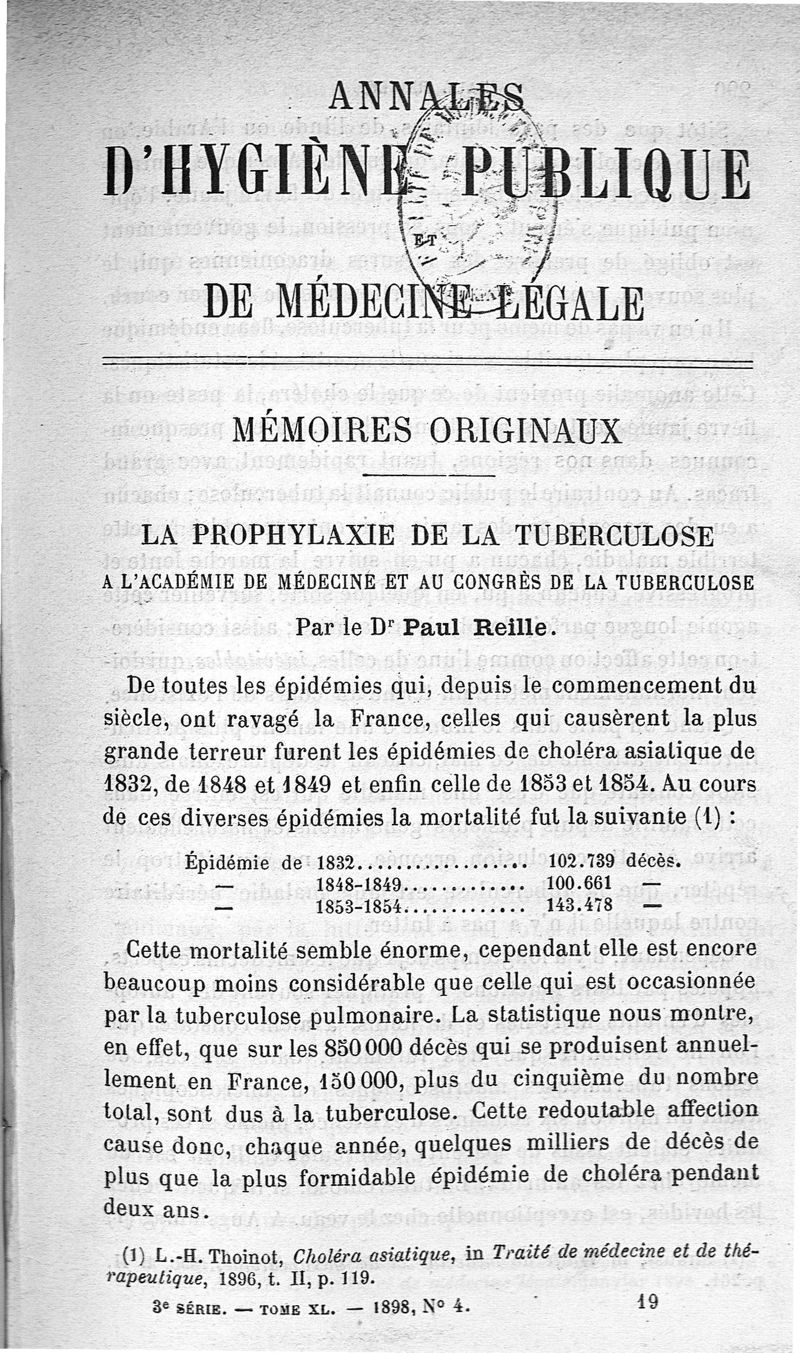 ANNALES
D'HYGIÈNE PUBLIQUE
ET
DE MÉDECINE LÉGALE
MÉMOIRES ORIGINAUX
LA PROPHYLAXIE DE LA TUBERCULOSE
A L'ACADÉMIE DE MÉDECINE ET AU CONGRÈS DE LA TUBERCULOSE
Par le Dr Paul Reille.
De toutes les épidémies qui, depuis le commencement du
siècle, ont ravagé la France, celles qui causèrent la plus
grande terreur furent les épidémies de choléra asiatique de
1832, de 1848 et 1849 et enfin celle de 1853 et 1854. Au cours
de ces diverses épidémies la mortalité fut la suivante (1) :
Épidémie de 1832.................. 102.739 décès.
— 1848-1849............. 100.661
— 1853-1854............. 143.478 —
Cette mortalité semble énorme, cependant elle est encore
beaucoup moins considérable que celle qui est occasionnée
par la tuberculose pulmonaire. La statistique nous montre,
en effet, que sur les 850000 décès qui se produisent annuel-
lement en France, 150000, plus du cinquième du nombre
total, sont dus à la tuberculose. Cette redoutable affection
cause donc, chaque année, quelques milliers de décès de
plus que la plus formidable épidémie de choléra pendant
deux ans.
(1) L.-H. Thoinot, Choléra asiatique, in Traité de médecine et de thé-
rapeutique, 1896, t. II, p. 119.
3e SÉRIE. — TOME XL. — 1898, No 4. 19